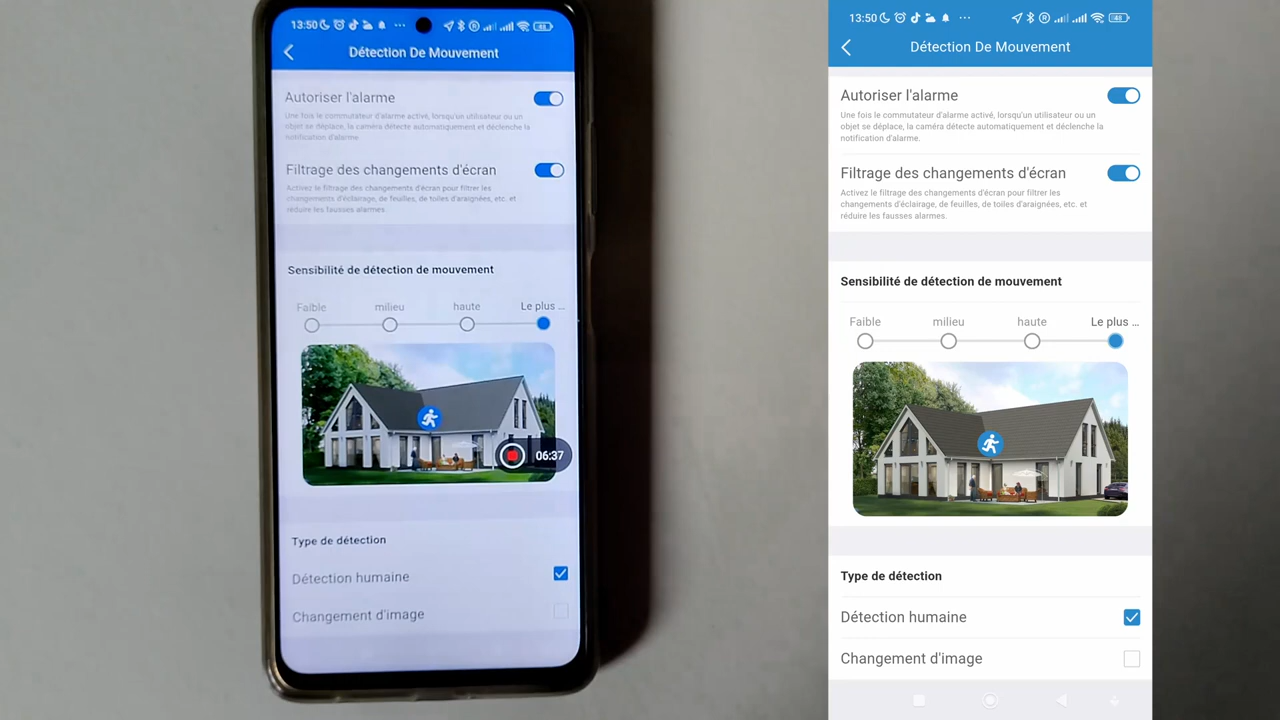 13:50
48
Détection De Mouvement
Autoriser l'alarme
Une fois le commutateur d'alarme activé, lorsqu'un utilisateur ou un
objet se déplace, la caméra détecte automatiquement et déclenche la
notification d'alarme.
Filtrage des changements d'écran
Activez le filtrage des changements d'écran pour filtrer les
changements d'éclairage, de feuilles, de toiles d'araignées, etc. et
réduire les fausses alarmes.
Sensibilité de détection de mouvement
Faible milieu haute Le plus ...
06:37
Type de détection
Détection humaine
Changement d'image
13:50
48
Détection De Mouvement
Autoriser l'alarme
Une fois le commutateur d'alarme activé, lorsqu'un utilisateur ou un
objet se déplace, la caméra détecte automatiquement et déclenche la
notification d'alarme.
Filtrage des changements d'écran
Activez le filtrage des changements d'écran pour filtrer les
changements d'éclairage, de feuilles, de toiles d'araignées, etc. et
réduire les fausses alarmes.
Sensibilité de détection de mouvement
Faible milieu haute Le plus ...
Type de détection
Détection humaine
Changement d'image